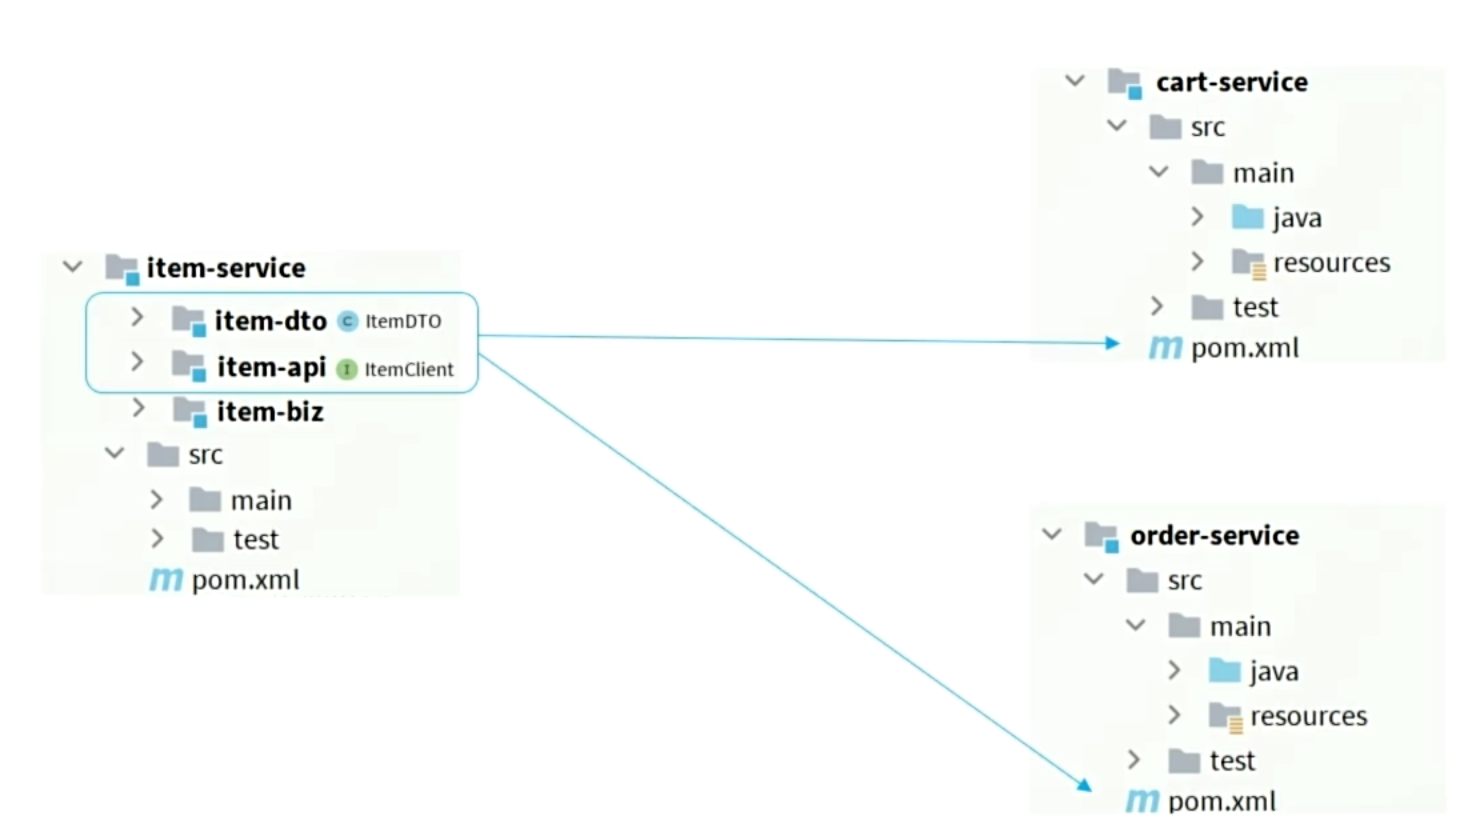 item-service
item-dto C ItemDTO
item-api I ItemClient
item-biz
src
main
test
m pom.xml
cart-service
src
main
java
resources
test
m pom.xml
order-service
src
main
java
resources
test
m pom.xml